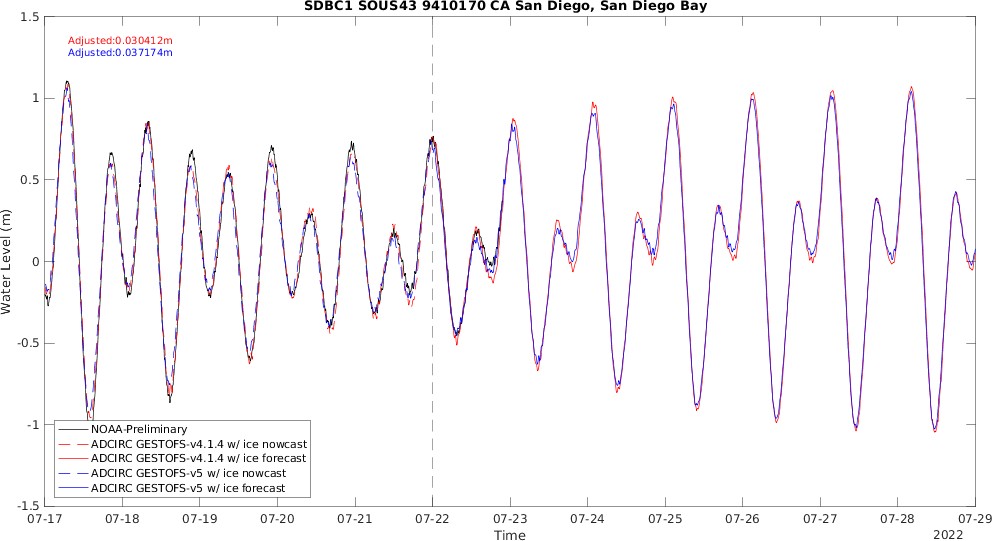 SDBC1 SOUS43 9410170 CA San Diego, San Diego Bay
1.5
Adjusted:0.030412m
Adjusted:0.037174m
1
0.5
0
-0.5
-1
-1.5
Water Level (m)
NOAA-Preliminary
ADCIRC GESTOFS-v4.1.4 w/ ice nowcast
ADCIRC GESTOFS-v4.1.4 w/ ice forecast
ADCIRC GESTOFS-v5 w/ ice nowcast
ADCIRC GESTOFS-v5 w/ ice forecast
07-17 07-18 07-19 07-20 07-21 07-22 07-23 07-24 07-25 07-26 07-27 07-28 07-29
Time
2022